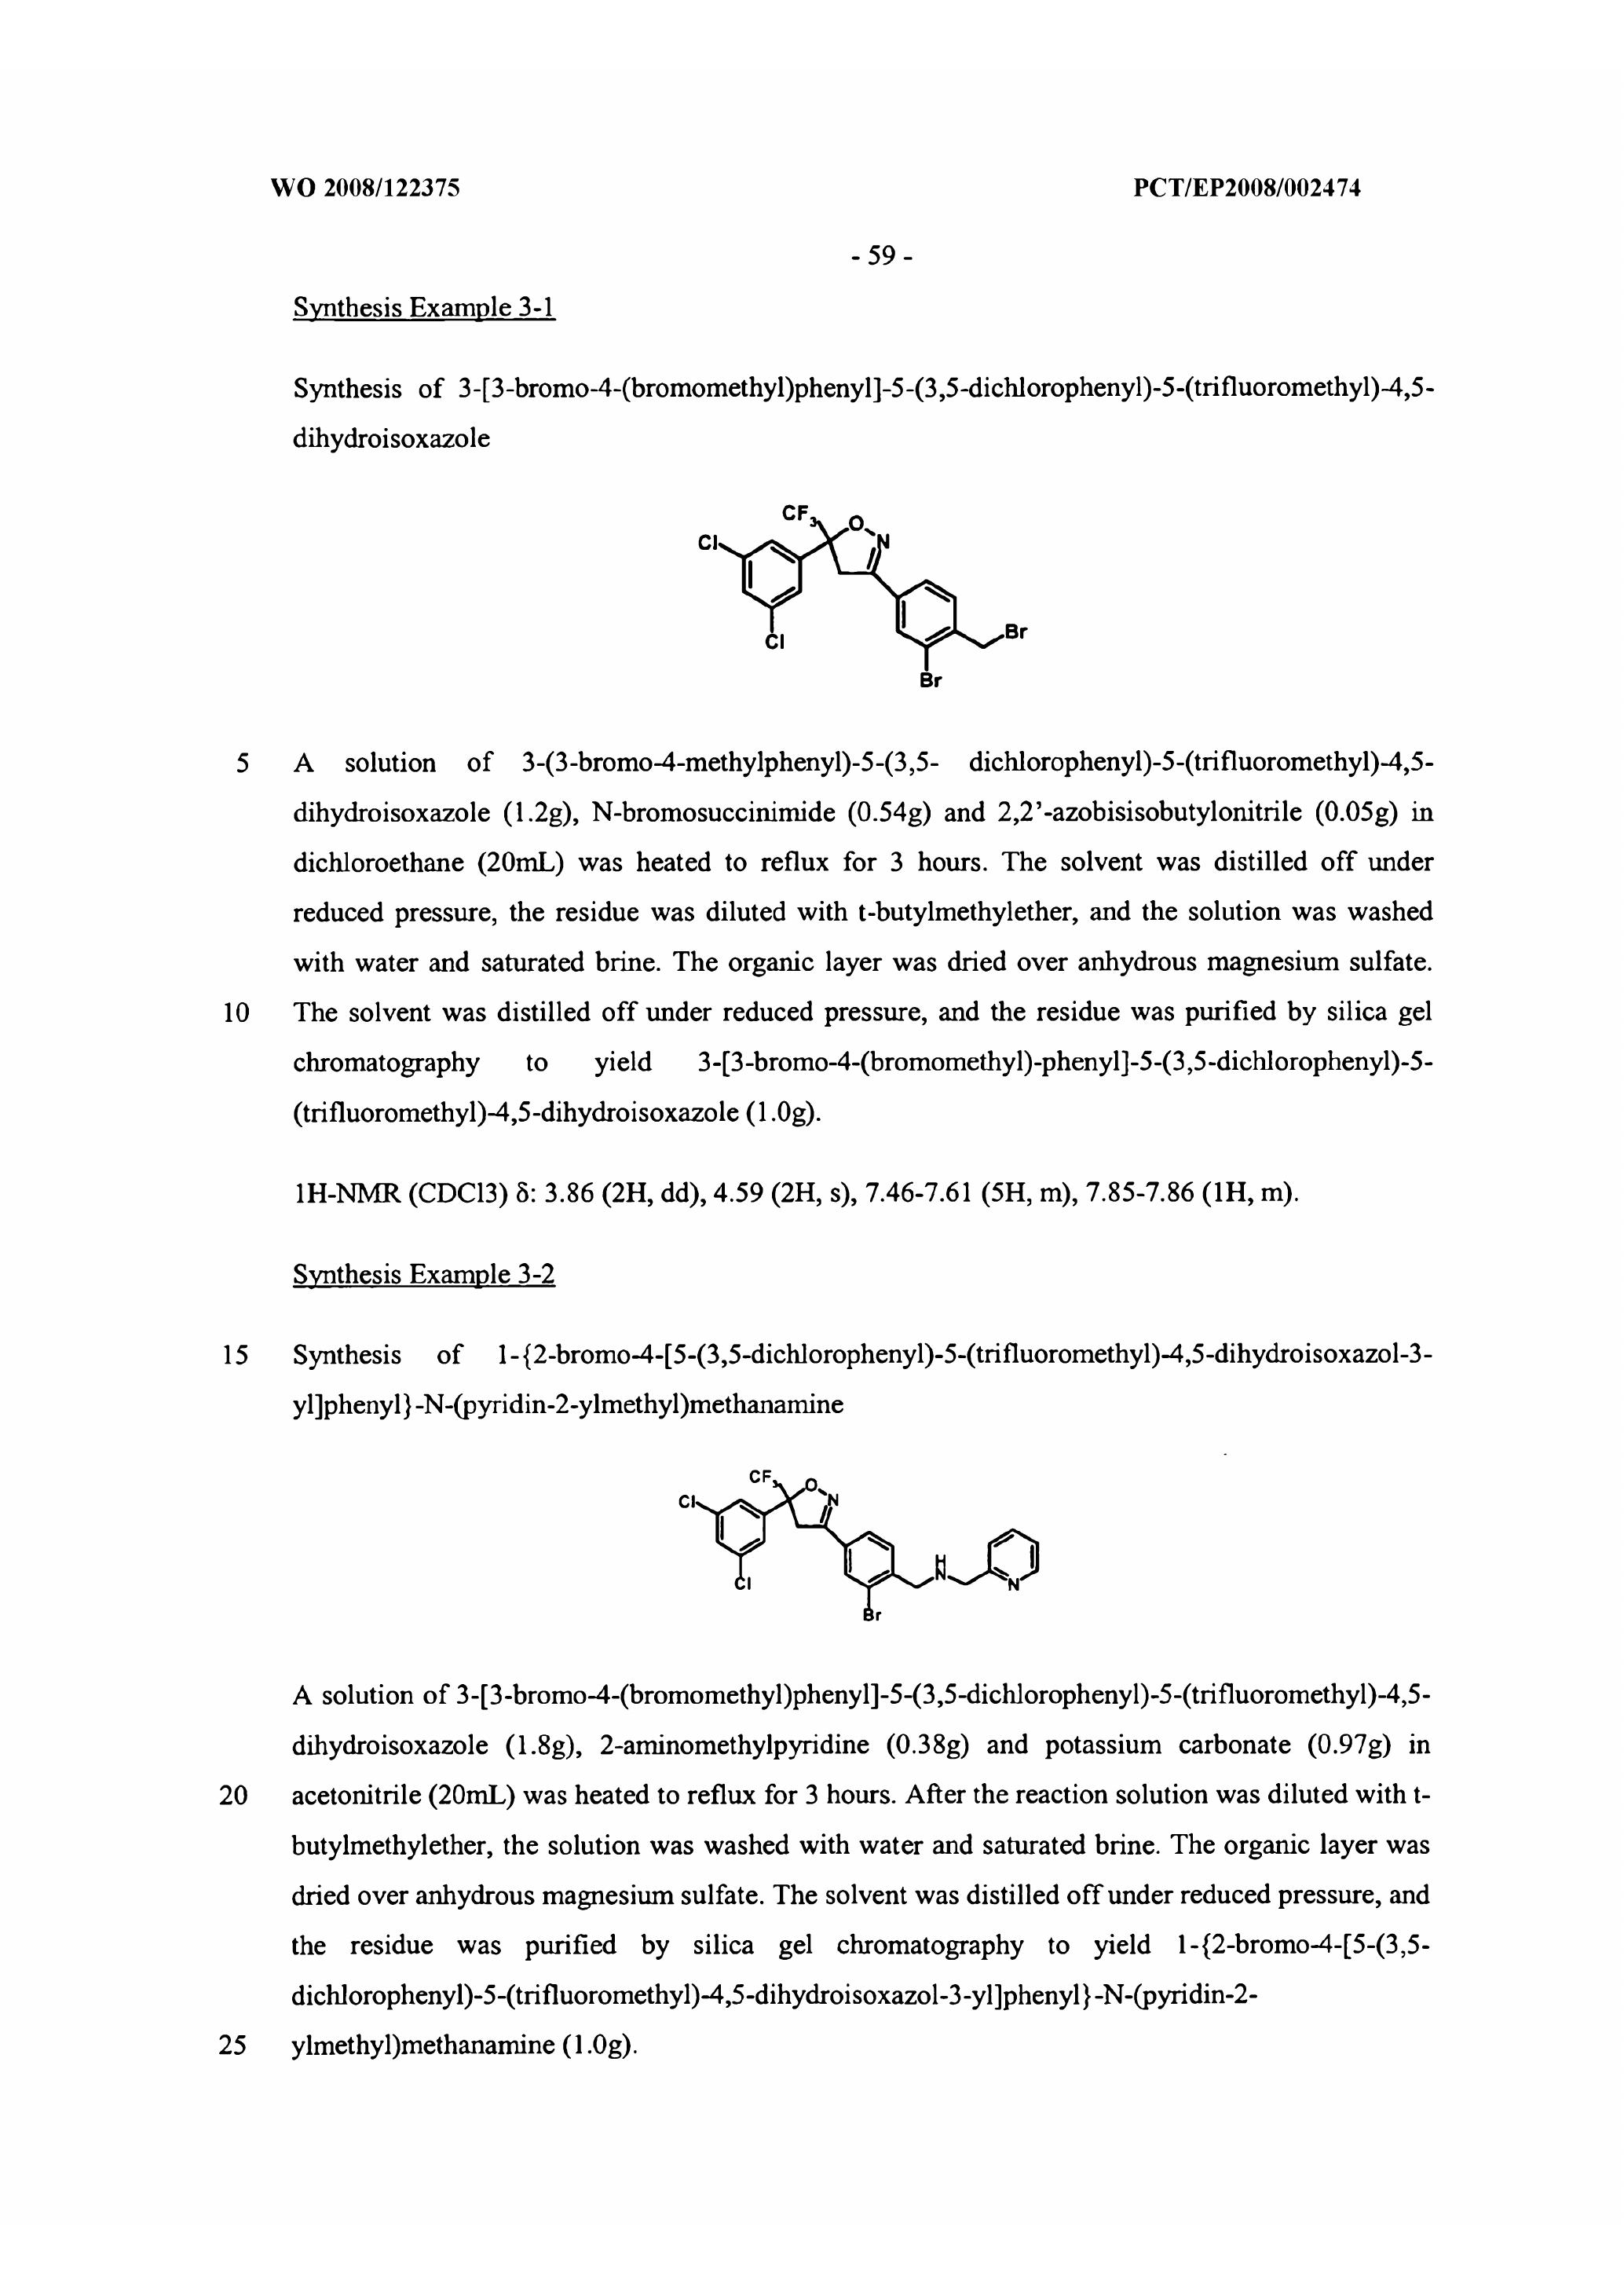 WO 2008/122375 PCT/EP2008/002474
- 59 -
Synthesis Example 3-1
Synthesis of 3-[3-bromo-4-(bromomethyl)phenyl]-5-(3,5-dichlorophenyl)-5-(trifluoromethyl)-4,5-
dihydroisoxazole
CF3 O
Cl N
Br
Cl
Br
5 A solution of 3-(3-bromo-4-methylphenyl)-5-(3,5- dichlorophenyl)-5-(trifluoromethyl)-4,5-
dihydroisoxazole (1.2g), N-bromosuccinimide (0.54g) and 2,2’-azobisisobutylonitrile (0.05g) in
dichloroethane (20mL) was heated to reflux for 3 hours. The solvent was distilled off under
reduced pressure, the residue was diluted with t-butylmethylether, and the solution was washed
with water and saturated brine. The organic layer was dried over anhydrous magnesium sulfate.
10 The solvent was distilled off under reduced pressure, and the residue was purified by silica gel
chromatography to yield 3-[3-bromo-4-(bromomethyl)-phenyl]-5-(3,5-dichlorophenyl)-5-
(trifluoromethyl)-4,5-dihydroisoxazole (1.0g).
1H-NMR (CDCl3) δ: 3.86 (2H, dd), 4.59 (2H, s), 7.46-7.61 (5H, m), 7.85-7.86 (1H, m).
Synthesis Example 3-2
15 Synthesis of 1-{2-bromo-4-[5-(3,5-dichlorophenyl)-5-(trifluoromethyl)-4,5-dihydroisoxazol-3-
yl]phenyl}-N-(pyridin-2-ylmethyl)methanamine
CF3 O
Cl N
H
N N
Cl
Br
A solution of 3-[3-bromo-4-(bromomethyl)phenyl]-5-(3,5-dichlorophenyl)-5-(trifluoromethyl)-4,5-
dihydroisoxazole (1.8g), 2-aminomethylpyridine (0.38g) and potassium carbonate (0.97g) in
20 acetonitrile (20mL) was heated to reflux for 3 hours. After the reaction solution was diluted with t-
butylmethylether, the solution was washed with water and saturated brine. The organic layer was
dried over anhydrous magnesium sulfate. The solvent was distilled off under reduced pressure, and
the residue was purified by silica gel chromatography to yield 1-{2-bromo-4-[5-(3,5-
dichlorophenyl)-5-(trifluoromethyl)-4,5-dihydroisoxazol-3-yl]phenyl}-N-(pyridin-2-
25 ylmethyl)methanamine (1.0g).